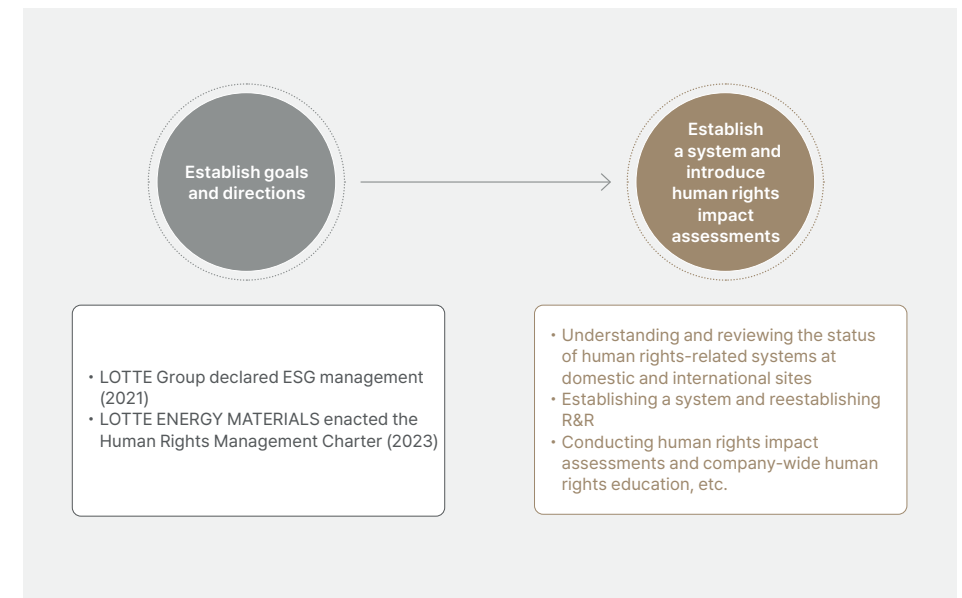 Establish goals
and directions
Establish
a system and
introduce
human rights
impact
assessments
・LOTTE Group declared ESG management
(2021)
・LOTTE ENERGY MATERIALS enacted the
Human Rights Management Charter (2023)
・Understanding and reviewing the status
of human rights-related systems at
domestic and international sites
・Establishing a system and reestablishing
R&R
・Conducting human rights impact
assessments and company-wide human
rights education, etc.